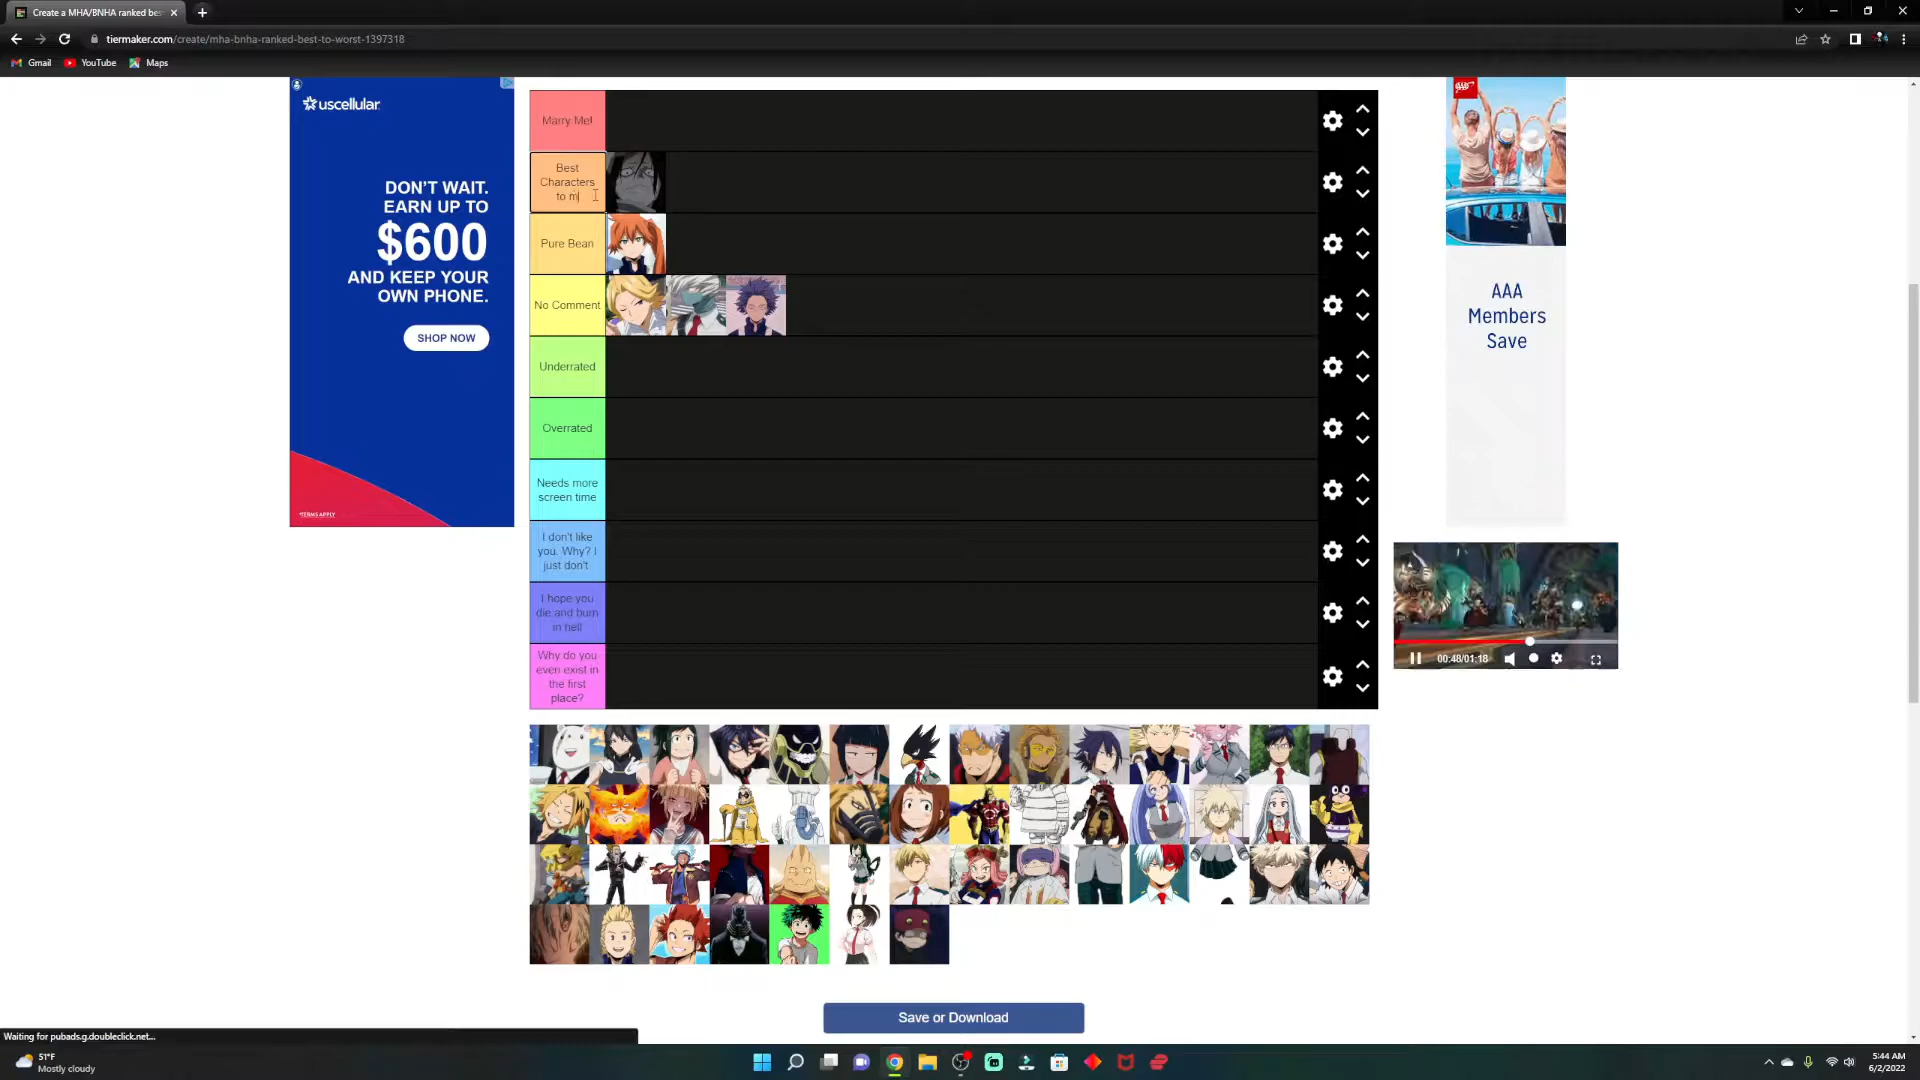 Create a MHA/BNHA ranked bes
tiermaker.com/create/mha-bnha-ranked-best-to-worst-1397318
Gmail
YouTube
Maps
uscellular
DON'T WAIT.
EARN UP TO
$600
AND KEEP YOUR
OWN PHONE.
SHOP NOW
*TERMS APPLY
Marry Me!
Best
Characters
to m
Pure Bean
No Comment
Underrated
Overrated
Needs more
screen time
I don't like
you. Why? I
just don't
I hope you
die and burn
in hell
Why do you
even exist in
the first
place?
AAA
Members
Save
00:48/01:18
Save or Download
Waiting for pubads.g.doubleclick.net...
51°F
Mostly cloudy
5:44 AM
6/2/2022